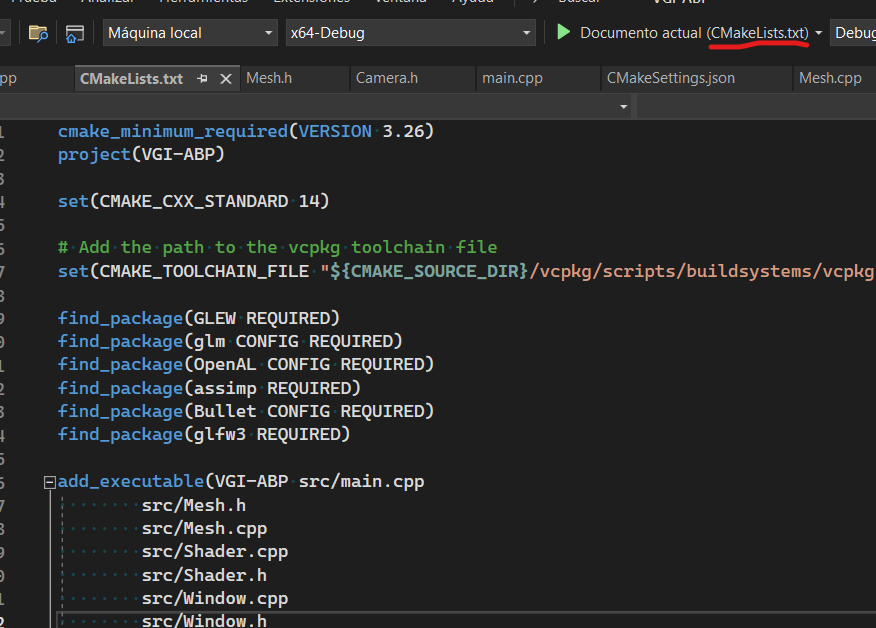 Prueba Analizar Herramientas Extensiones Ventana Ayuda Buscar VGI-ABP
Máquina local x64-Debug Documento actual (CMakeLists.txt) Debug
pp CMakeLists.txt Mesh.h Camera.h main.cpp CMakeSettings.json Mesh.cpp
1 cmake_minimum_required(VERSION 3.26)
2 project(VGI-ABP)
3
4 set(CMAKE_CXX_STANDARD 14)
5
6 # Add the path to the vcpkg toolchain file
7 set(CMAKE_TOOLCHAIN_FILE "${CMAKE_SOURCE_DIR}/vcpkg/scripts/buildsystems/vcpkg
8
9 find_package(GLEW REQUIRED)
0 find_package(glm CONFIG REQUIRED)
1 find_package(OpenAL CONFIG REQUIRED)
2 find_package(assimp REQUIRED)
3 find_package(Bullet CONFIG REQUIRED)
4 find_package(glfw3 REQUIRED)
5
6 add_executable(VGI-ABP src/main.cpp
7 src/Mesh.h
8 src/Mesh.cpp
9 src/Shader.cpp
0 src/Shader.h
1 src/Window.cpp
2 src/Window.h